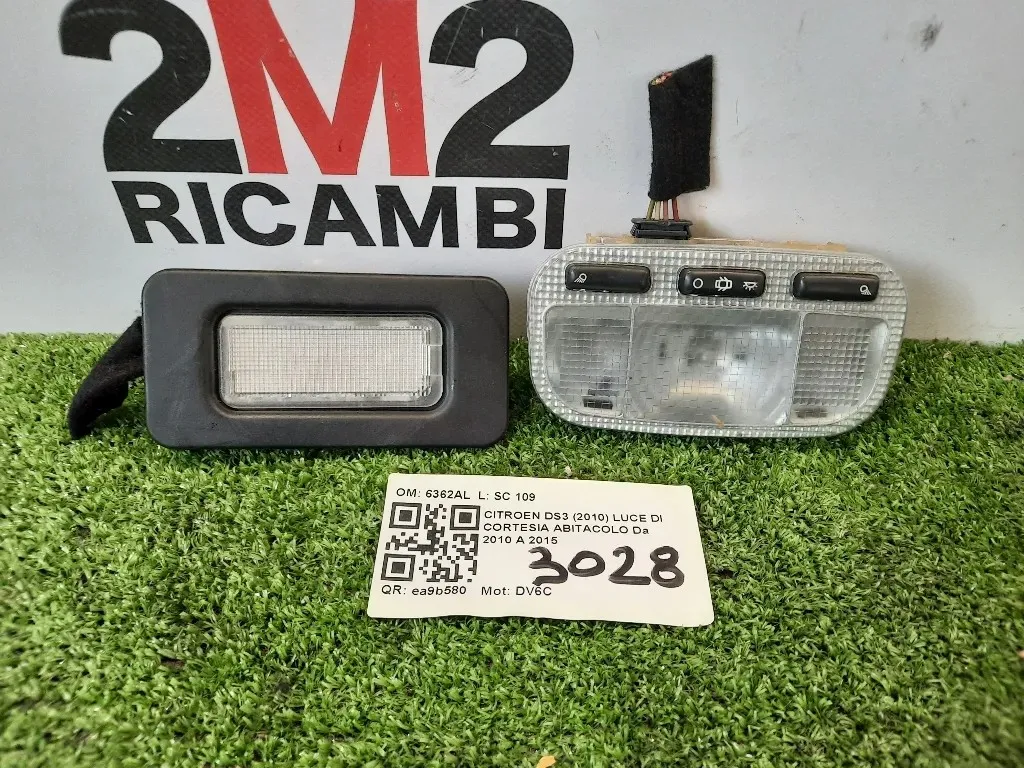 2M2
RICAMBI
OM: 6362AL L: SC 109
CITROEN DS3 (2010) LUCE DI
CORTESIA ABITACOLO Da
2010 A 2015
3028
QR: ea9b580 Mot: DV6C